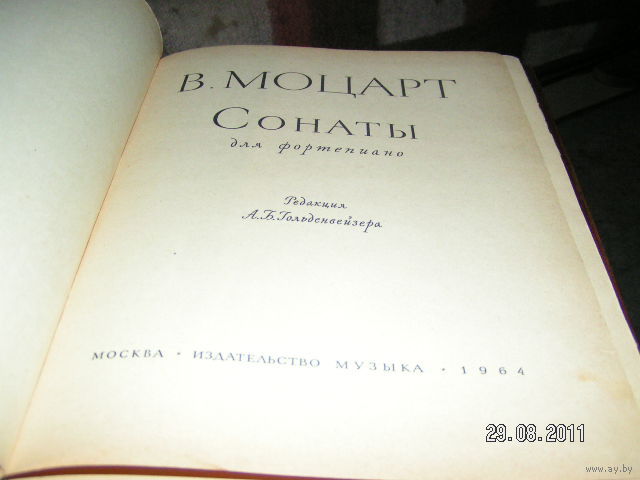 В. МОЦАРТ
СОНАТЫ
для фортепиано
Редакция
А.Б.Гольденвейзера
МОСКВА • ИЗДАТЕЛЬСТВО МУЗЫКА • 1964
29.08.2011
www.ay.by